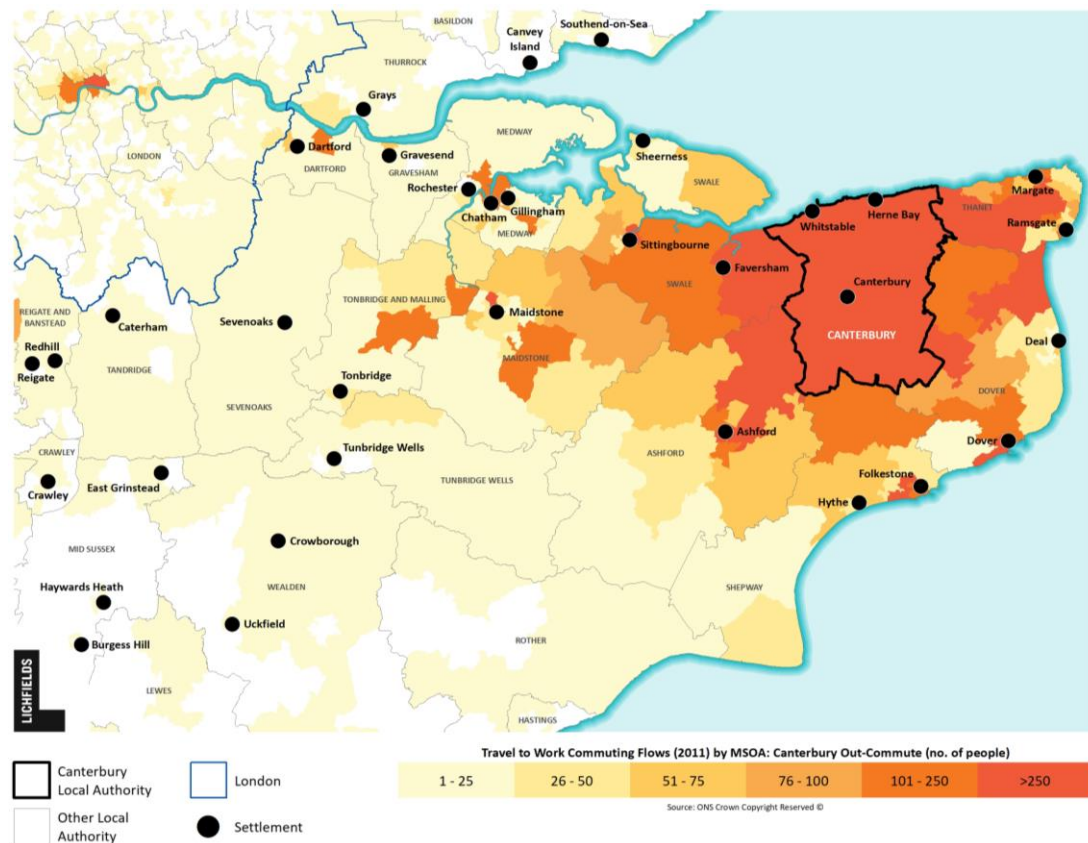 Southend-on-Sea
BASILDON
Canvey
Island
THURROCK
Grays
MEDWAY
LONDON
Dartford
DARTFORD
Gravesend
GRAVESHAM
Sheerness
SWALE
Rochester
Chatham
Gillingham
MEDWAY
Margate
THANET
Ramsgate
Herne Bay
Whitstable
Sittingbourne
Faversham
SWALE
Canterbury
CANTERBURY
TONBRIDGE AND MALLING
Maidstone
MAIDSTONE
REIGATE AND
BANSTEAD
Caterham
Sevenoaks
Redhill
Reigate
TANDRIDGE
SEVENOAKS
Tonbridge
Deal
DOVER
Dover
Ashford
ASHFORD
Tunbridge Wells
TUNBRIDGE WELLS
Folkestone
Hythe
CRAWLEY
Crawley
East Grinstead
Crowborough
MID SUSSEX
Haywards Heath
WEALDEN
SHEPWAY
Uckfield
ROTHER
Burgess Hill
LEWES
HASTINGS
LICHFIELDS
Canterbury
Local Authority
London
Other Local
Authority
Settlement
Travel to Work Commuting Flows (2011) by MSOA: Canterbury Out-Commute (no. of people)
1 - 25 26 - 50 51 - 75 76 - 100 101 - 250 >250
Source: ONS Crown Copyright Reserved ©